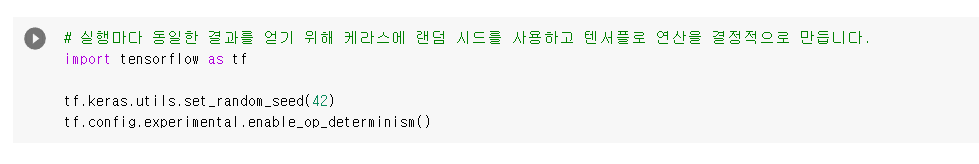 # 실행마다 동일한 결과를 얻기 위해 케라스에 랜덤 시드를 사용하고 텐서플로 연산을 결정적으로 만듭니다.
import tensorflow as tf
tf.keras.utils.set_random_seed(42)
tf.config.experimental.enable_op_determinism()